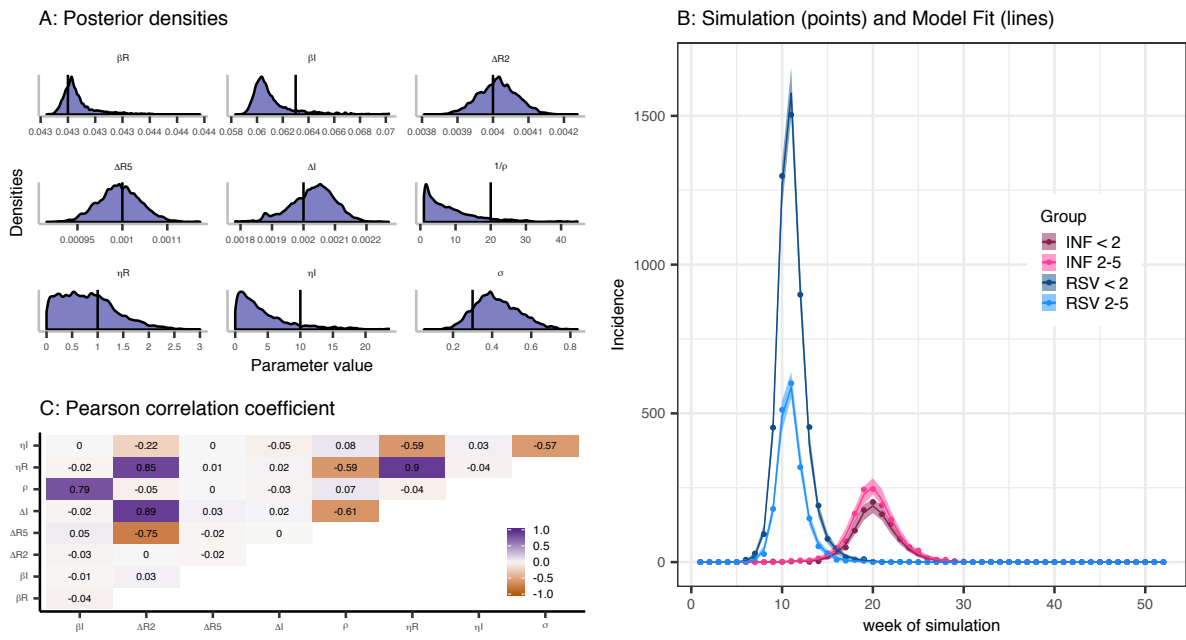 A: Posterior densities
βR
βI
ΔR2
0.043 0.043 0.043 0.044 0.044 0.044 0.044
0.058 0.06 0.062 0.064 0.066 0.068 0.07
0.0038 0.0039 0.004 0.0041 0.0042
ΔR5
ΔI
1/ρ
0.00095 0.001 0.0011
0.0018 0.0019 0.002 0.0021 0.0022
0 10 20 30 40
ηR
ηI
σ
0 0.5 1 1.5 2 2.5 3
0 5 10 15 20
0.2 0.4 0.6 0.8
Densities
Parameter value
B: Simulation (points) and Model Fit (lines)
1500
1000
500
0
Incidence
Group
INF < 2
INF 2-5
RSV < 2
RSV 2-5
0 10 20 30 40 50
week of simulation
C: Pearson correlation coefficient
ηI 0 -0.22 0 -0.05 0.08 -0.59 0.03 -0.57
ηR -0.02 0.85 0.01 0.02 -0.59 0.9 -0.04
ρ 0.79 -0.05 0 -0.03 0.07 -0.04
ΔI -0.02 0.89 0.03 0.02 -0.61
ΔR5 0.05 -0.75 -0.02 0
ΔR2 -0.03 0 -0.02
βI -0.01 0.03
βR -0.04
βI ΔR2 ΔR5 ΔI ρ ηR ηI σ
1.0
0.5
0.0
-0.5
-1.0